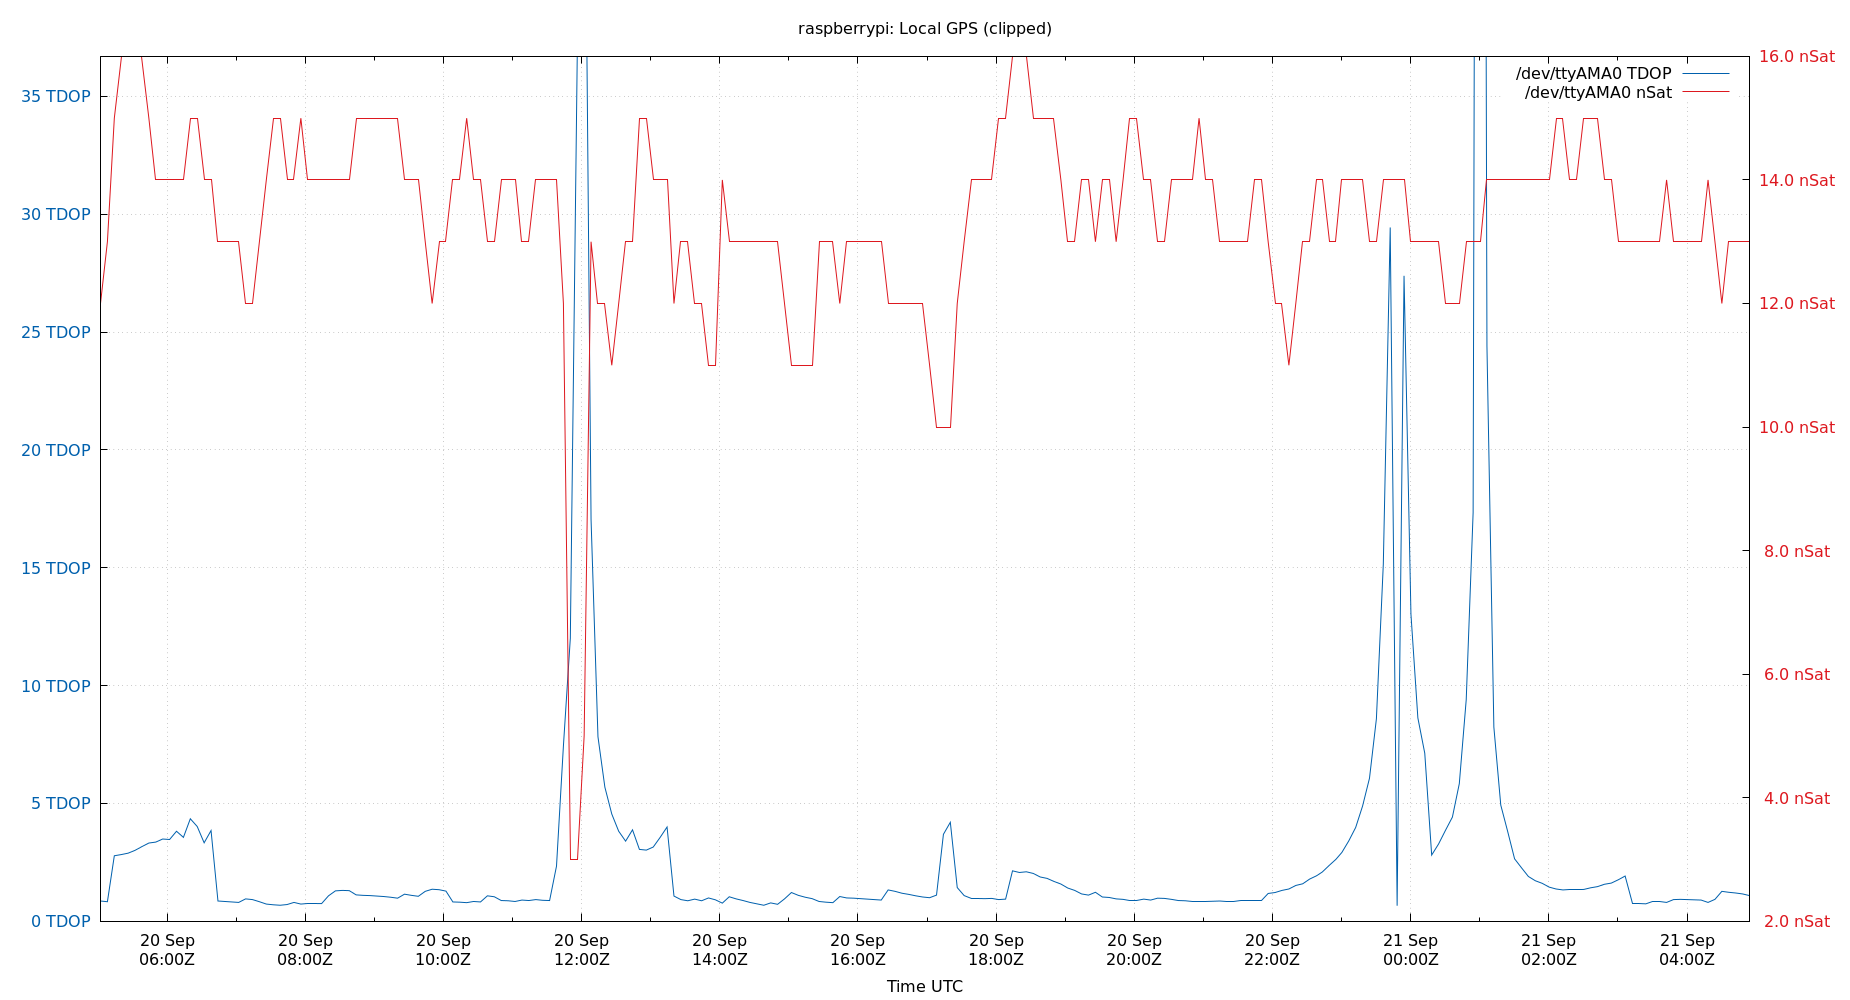 raspberrypi: Local GPS (clipped)
/dev/ttyAMA0 TDOP
/dev/ttyAMA0 nSat
35 TDOP
30 TDOP
25 TDOP
20 TDOP
15 TDOP
10 TDOP
5 TDOP
0 TDOP
16.0 nSat
14.0 nSat
12.0 nSat
10.0 nSat
8.0 nSat
6.0 nSat
4.0 nSat
2.0 nSat
20 Sep
06:00Z
20 Sep
08:00Z
20 Sep
10:00Z
20 Sep
12:00Z
20 Sep
14:00Z
20 Sep
16:00Z
20 Sep
18:00Z
20 Sep
20:00Z
20 Sep
22:00Z
21 Sep
00:00Z
21 Sep
02:00Z
21 Sep
04:00Z
Time UTC